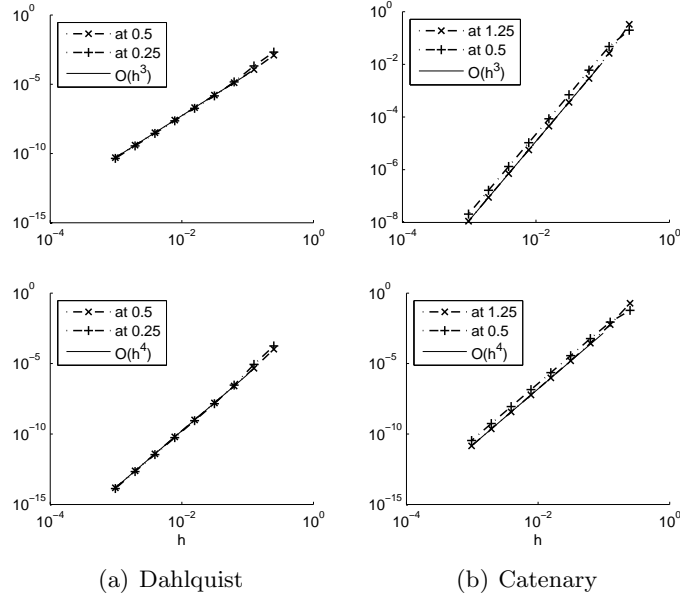 10^0
10^-5
10^-10
10^-15
at 0.5
at 0.25
O(h^3)
10^-4
10^-2
10^0
h
10^0
10^-2
10^-4
10^-6
10^-8
at 1.25
at 0.5
O(h^3)
10^-4
10^-2
10^0
h
10^0
10^-5
10^-10
10^-15
at 0.5
at 0.25
O(h^4)
10^-4
10^-2
10^0
h
10^0
10^-5
10^-10
10^-15
at 1.25
at 0.5
O(h^4)
10^-4
10^-2
10^0
h
(a) Dahlquist
(b) Catenary